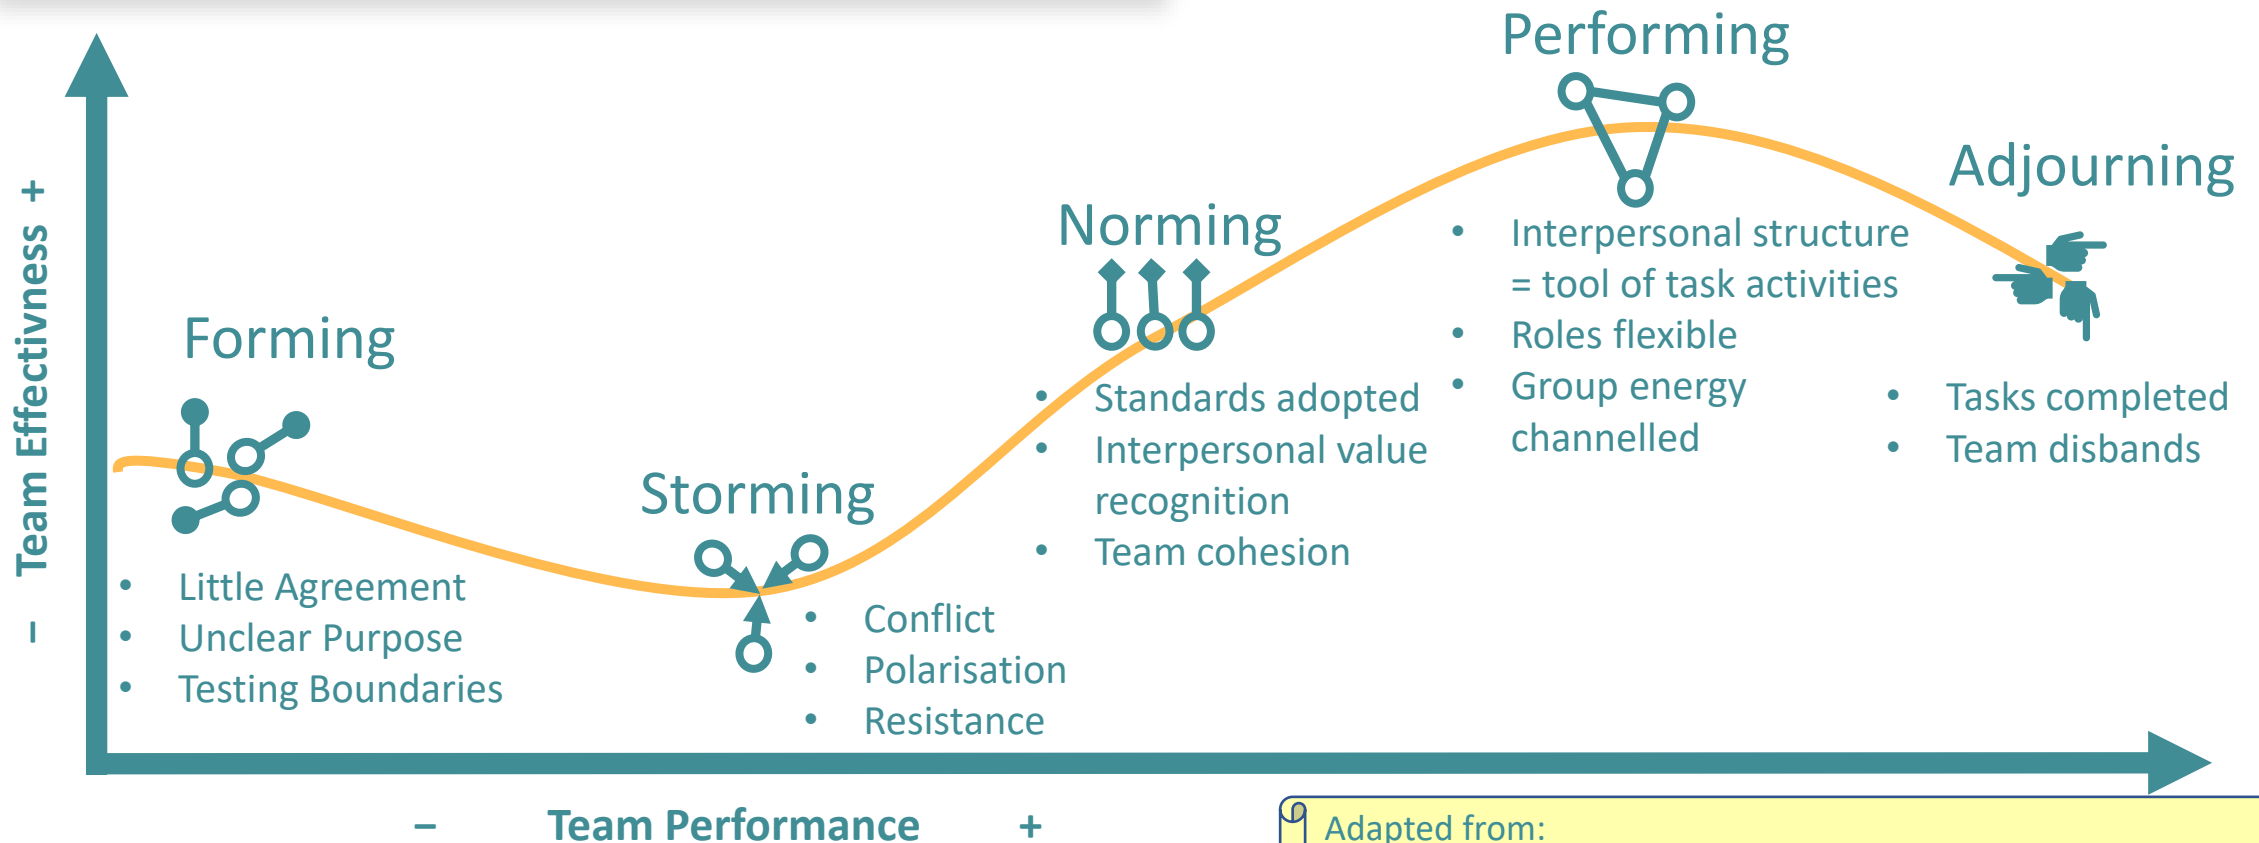 Performing
Adjourning
Norming
Forming
Storming
– Team Effectivness +
• Interpersonal structure
= tool of task activities
• Roles flexible
• Group energy
channelled
• Standards adopted
• Interpersonal value
recognition
• Team cohesion
• Tasks completed
• Team disbands
• Little Agreement
• Unclear Purpose
• Testing Boundaries
• Conflict
• Polarisation
• Resistance
– Team Performance +
Adapted from: